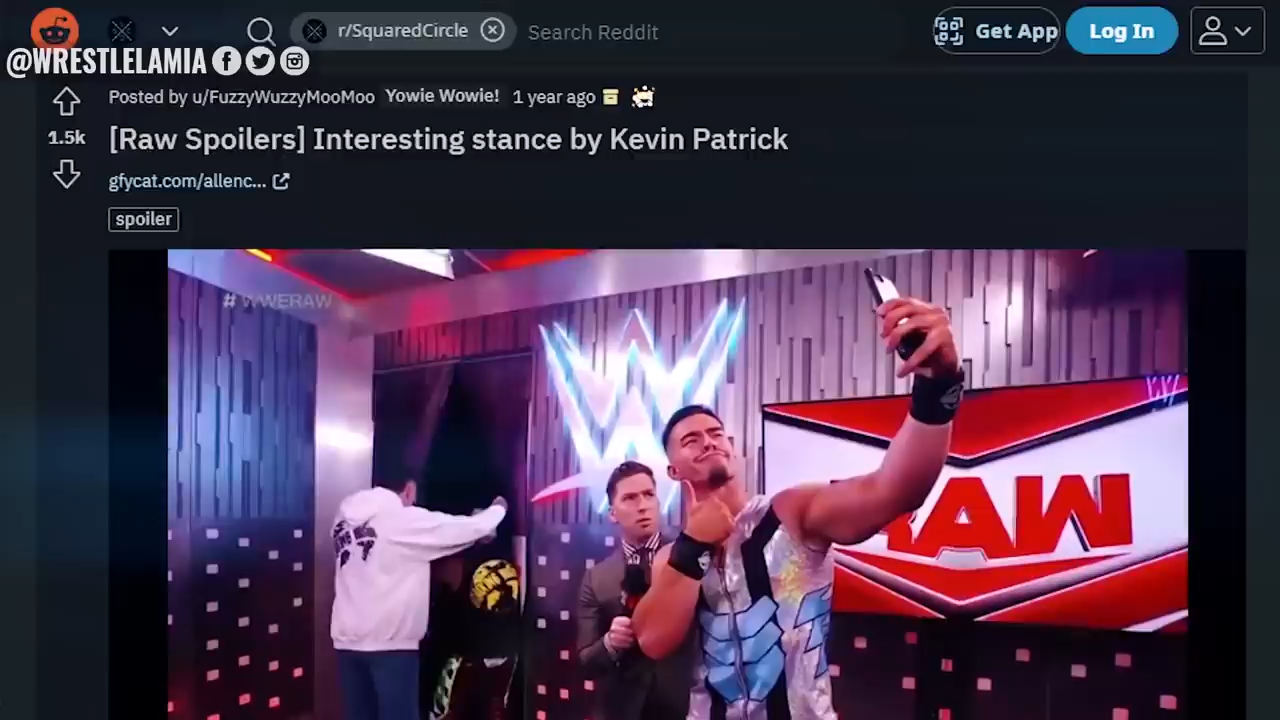 r/SquaredCircle
Search Reddit
Get App
Log In
@WRESTLELAMIA
Posted by u/FuzzyWuzzyMooMoo Yowie Wowie! 1 year ago
1.5k
[Raw Spoilers] Interesting stance by Kevin Patrick
gfycat.com/allenc...
spoiler
# WWERAW
W
RAW